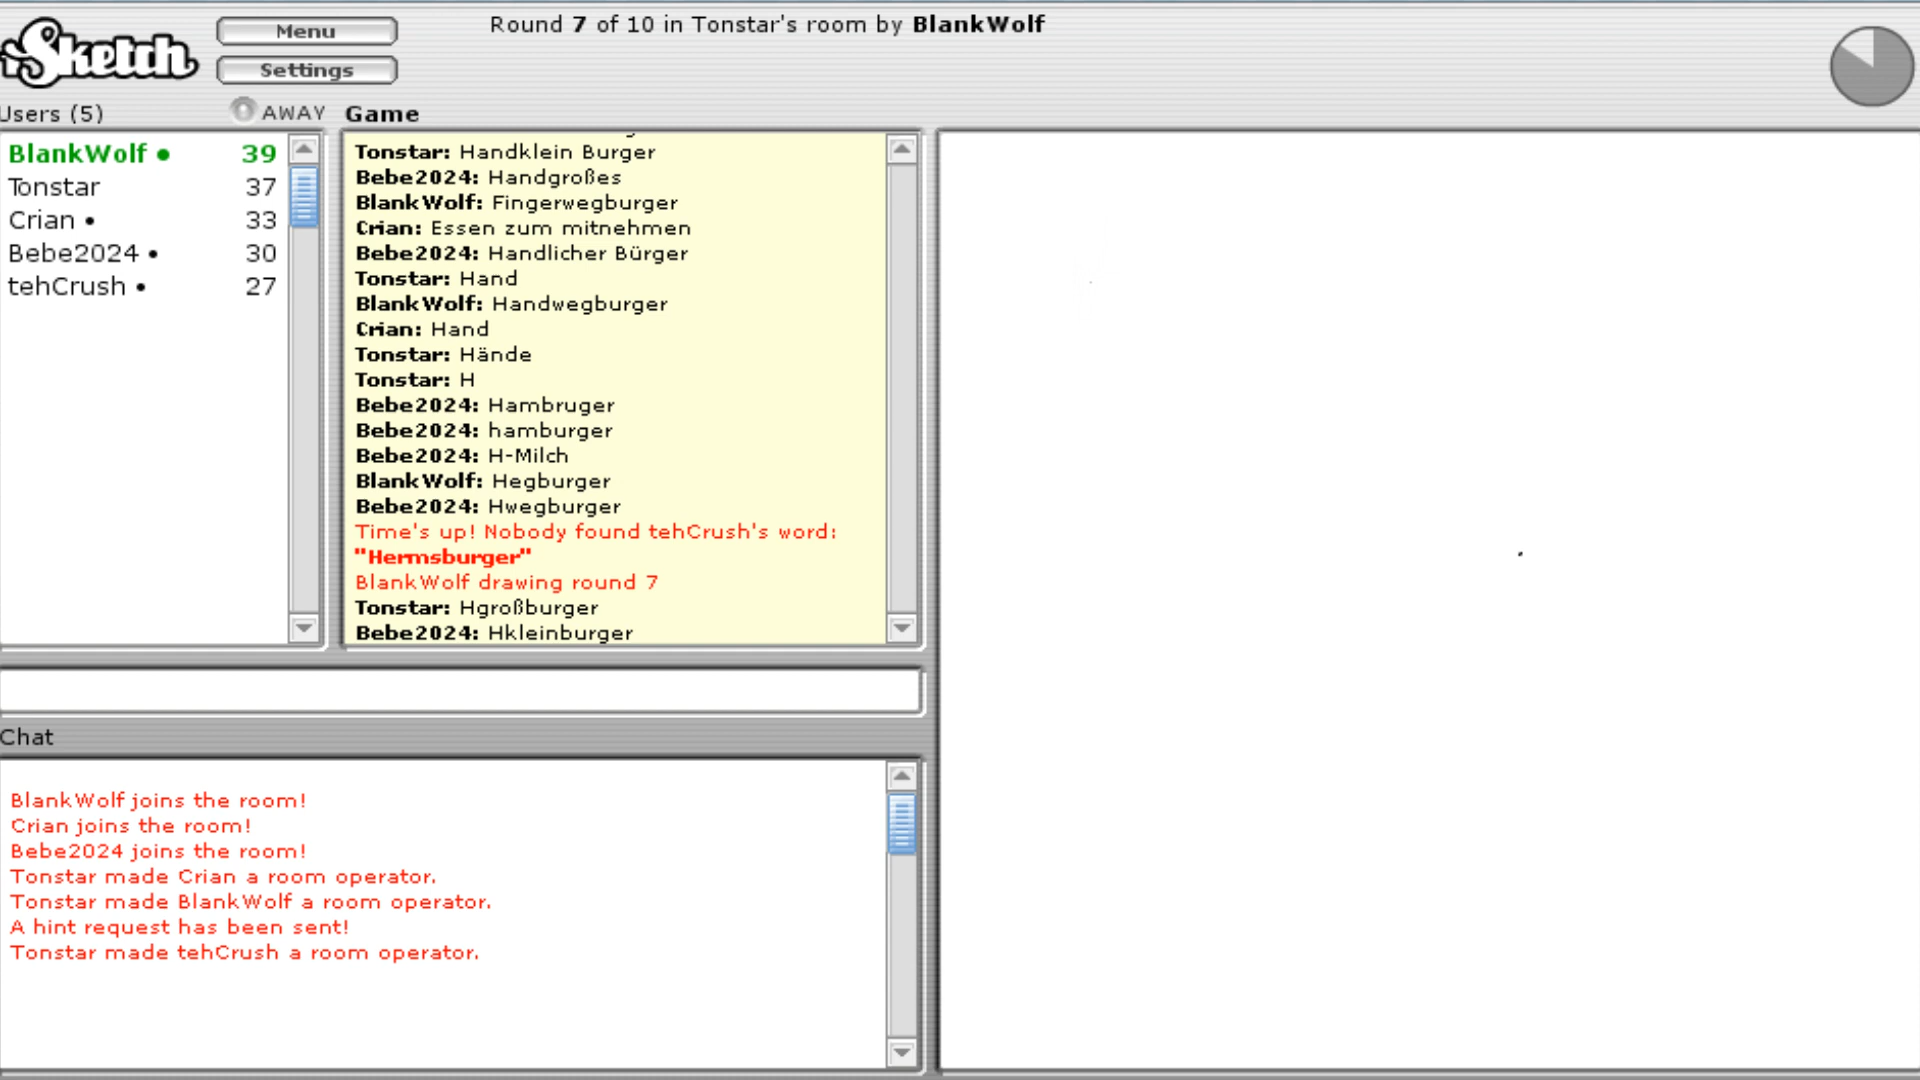 iSketch
Menu
Settings
Round 7 of 10 in Tonstar's room by BlankWolf
Users (5)
AWAY
Game
BlankWolf • 39
Tonstar 37
Crian • 33
Bebe2024 • 30
tehCrush • 27
Tonstar: Handklein Burger
Bebe2024: Handgroßes
BlankWolf: Fingerwegburger
Crian: Essen zum mitnehmen
Bebe2024: Handlicher Bürger
Tonstar: Hand
BlankWolf: Handwegburger
Crian: Hand
Tonstar: Hände
Tonstar: H
Bebe2024: Hambruger
Bebe2024: hamburger
Bebe2024: H-Milch
BlankWolf: Hegburger
Bebe2024: Hwegburger
Time's up! Nobody found tehCrush's word:
"Hermsburger"
BlankWolf drawing round 7
Tonstar: Hgroßburger
Bebe2024: Hkleinburger
Chat
BlankWolf joins the room!
Crian joins the room!
Bebe2024 joins the room!
Tonstar made Crian a room operator.
Tonstar made BlankWolf a room operator.
A hint request has been sent!
Tonstar made tehCrush a room operator.